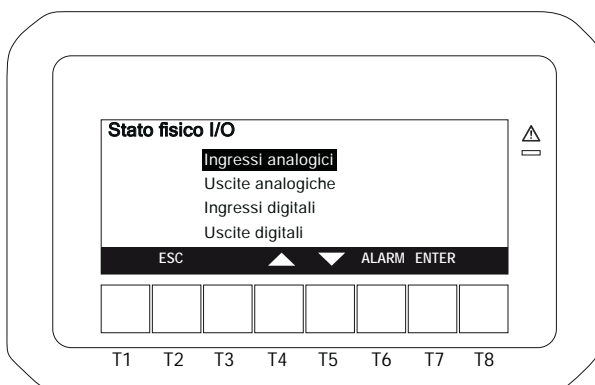 Stato fisico I/O
Ingressi analogici
Uscite analogiche
Ingressi digitali
Uscite digitali
ESC ALARM ENTER
T1 T2 T3 T4 T5 T6 T7 T8